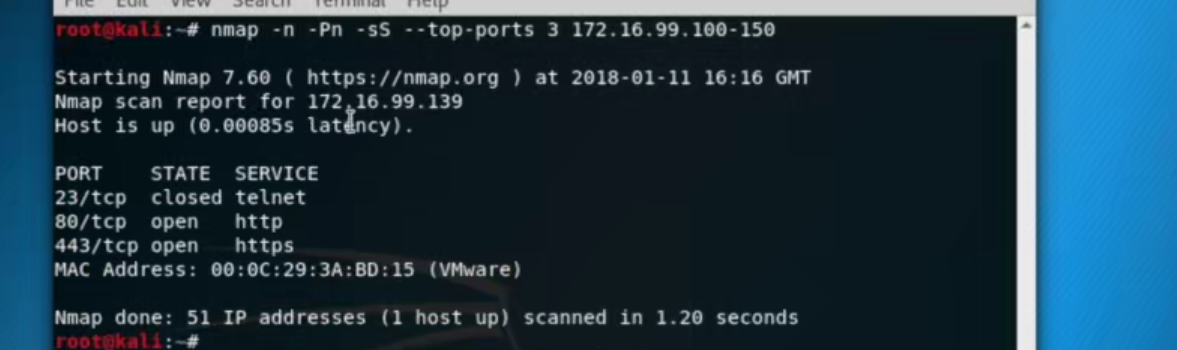 File Edit View Search Terminal Help
root@kali:~# nmap -n -Pn -sS --top-ports 3 172.16.99.100-150
Starting Nmap 7.60 ( https://nmap.org ) at 2018-01-11 16:16 GMT
Nmap scan report for 172.16.99.139
Host is up (0.00085s latency).
PORT STATE SERVICE
23/tcp closed telnet
80/tcp open http
443/tcp open https
MAC Address: 00:0C:29:3A:BD:15 (VMware)
Nmap done: 51 IP addresses (1 host up) scanned in 1.20 seconds
root@kali:~#